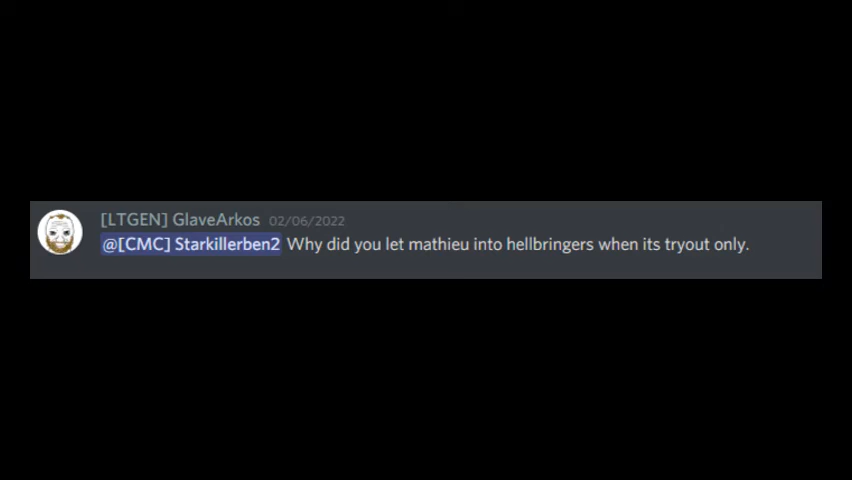 [LTGEN] GlaveArkos 02/06/2022
@[CMC] Starkillerben2 Why did you let mathieu into hellbringers when its tryout only.